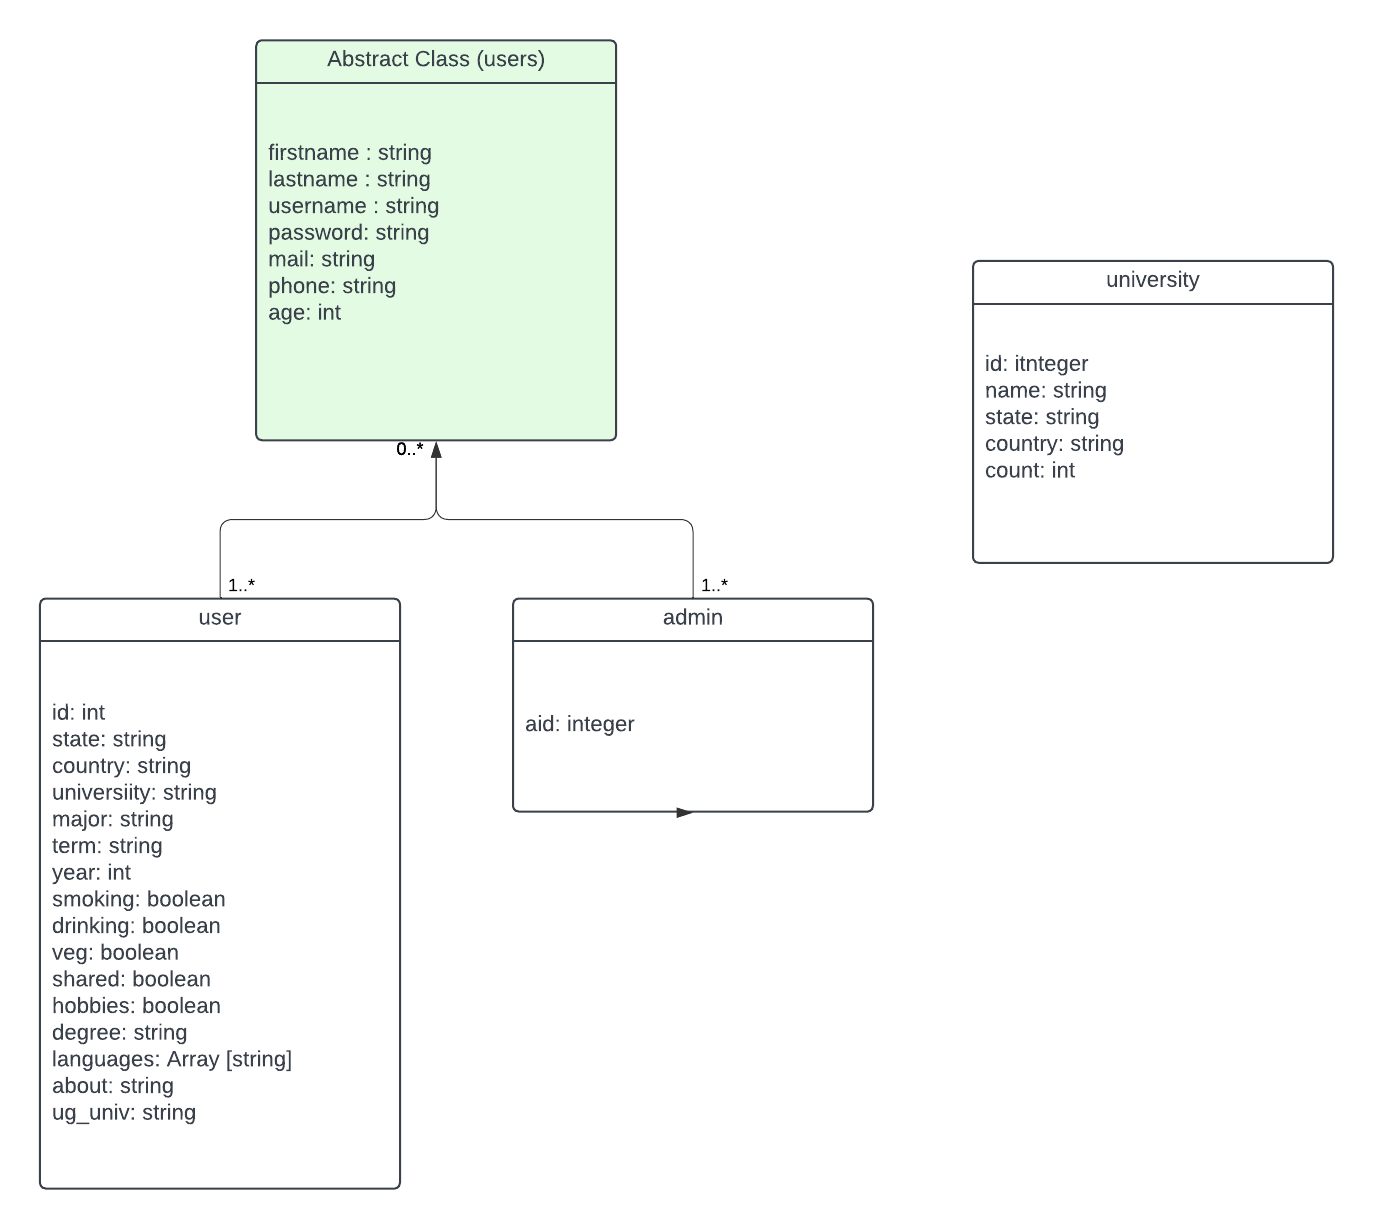 Abstract Class (users)
firstname : string
lastname : string
username : string
password: string
mail: string
phone: string
age: int
university
id: itnteger
name: string
state: string
country: string
count: int
0..*
1..*
1..*
user
id: int
state: string
country: string
universiity: string
major: string
term: string
year: int
smoking: boolean
drinking: boolean
veg: boolean
shared: boolean
hobbies: boolean
degree: string
languages: Array [string]
about: string
ug_univ: string
admin
aid: integer